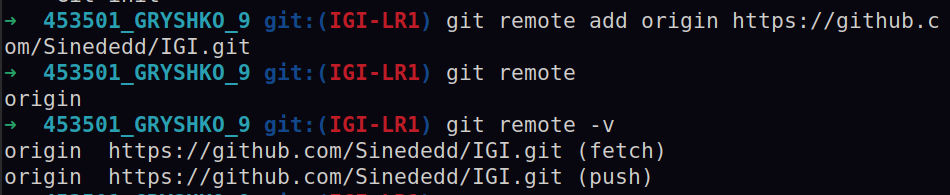 ➜  453501_GRYSHKO_9 git:(IGI-LR1) git remote add origin https://github.c
om/Sinededd/IGI.git
➜  453501_GRYSHKO_9 git:(IGI-LR1) git remote
origin
➜  453501_GRYSHKO_9 git:(IGI-LR1) git remote -v
origin  https://github.com/Sinededd/IGI.git (fetch)
origin  https://github.com/Sinededd/IGI.git (push)